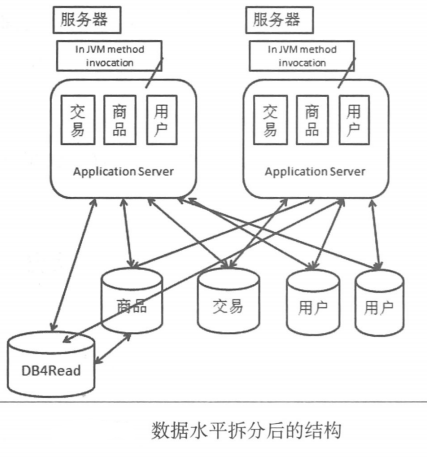 服务器
服务器
In JVM method
invocation
In JVM method
invocation
交易
商品
用户
交易
商品
用户
Application Server
Application Server
商品
交易
用户
用户
DB4Read
数据水平拆分后的结构